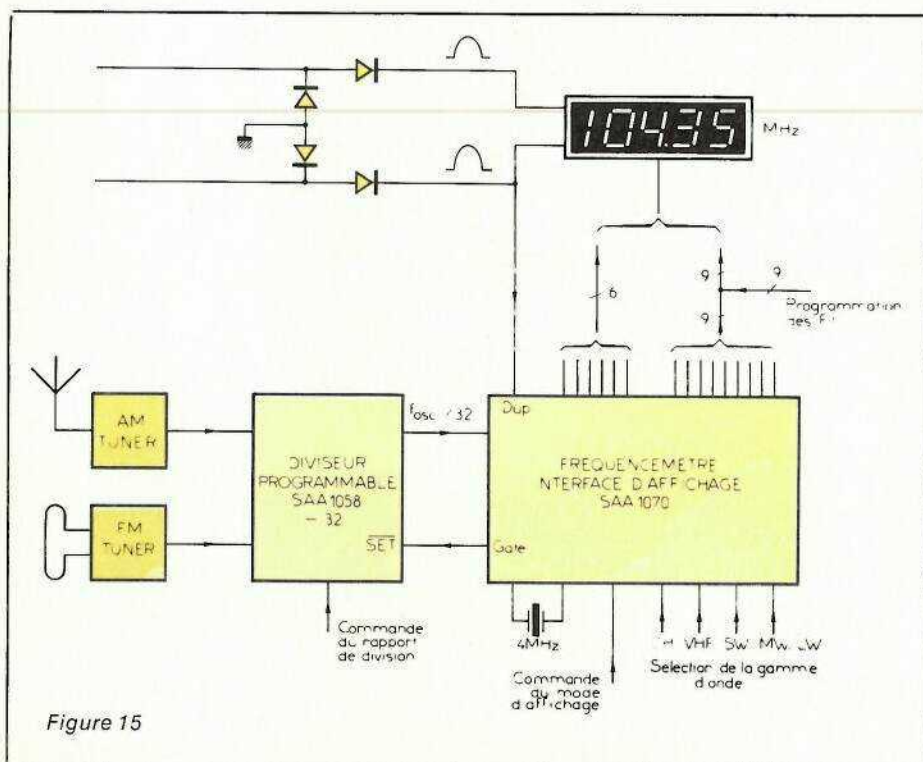 104.35
MHz
6
9
9
9
Programmation
AM
TUNER
FM
TUNER
fosc / 32
DIVISEUR
PROGRAMMABLE
SAA 1058
– 32
SET
Commande
du rapport
de division
Dup
FREQUENCEMETRE
NTERFACE D'AFFICHAGE
SAA 1070
Gate
4MHz
Commande
du mode
d'affichage
VHF SW MW
Selection de la gamme
d'onde
Figure 15